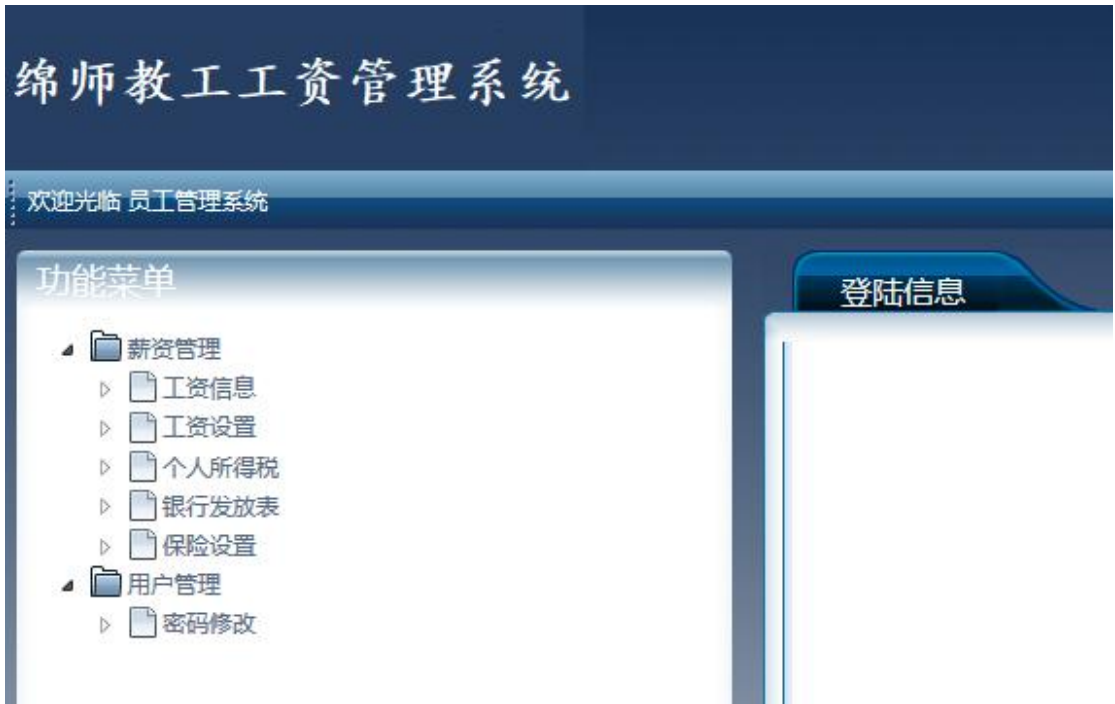 绵师教工工资管理系统
欢迎光临 员工管理系统
功能菜单
登陆信息
薪资管理
工资信息
工资设置
个人所得税
银行发放表
保险设置
用户管理
密码修改